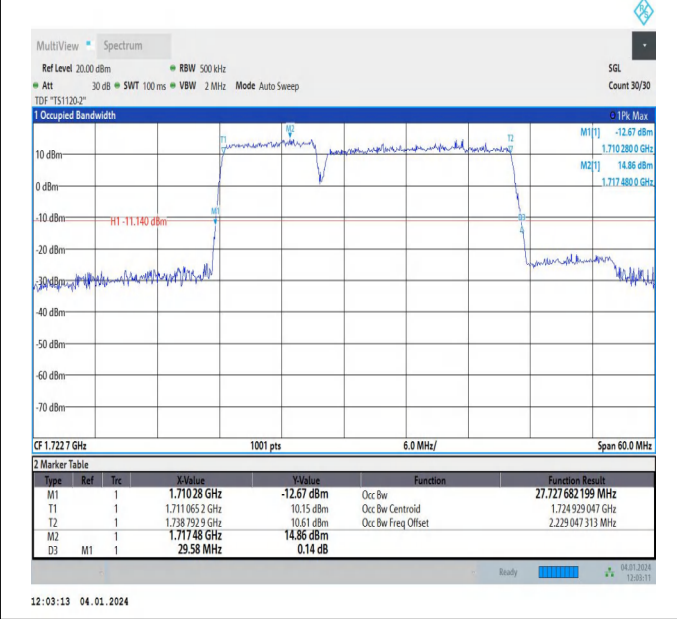 R S
MultiView Spectrum
Ref Level 20.00 dBm RBW 500 kHz SGL
Att 30 dB SWT 100 ms VBW 2 MHz Mode Auto Sweep Count 30/30
TDF "TS1120-2"
1 Occupied Bandwidth 1Pk Max
M1[1] -12.67 dBm
1.710 280 0 GHz
M2[1] 14.86 dBm
1.717 480 0 GHz
T1 M2 T2
10 dBm
0 dBm
M1 D3
-10 dBm H1 -11.140 dBm
-20 dBm
-30 dBm
-40 dBm
-50 dBm
-60 dBm
-70 dBm
CF 1.722 7 GHz 1001 pts 6.0 MHz/ Span 60.0 MHz
2 Marker Table
Type Ref Trc X-Value Y-Value Function Function Result
M1 1 1.710 28 GHz -12.67 dBm Occ Bw 27.727 682 199 MHz
T1 1 1.711 065 2 GHz 10.15 dBm Occ Bw Centroid 1.724 929 047 GHz
T2 1 1.738 792 9 GHz 10.61 dBm Occ Bw Freq Offset 2.229 047 313 MHz
M2 1 1.717 48 GHz 14.86 dBm
D3 M1 1 29.58 MHz 0.14 dB
Ready 04.01.2024
12:03:11
12:03:13 04.01.2024